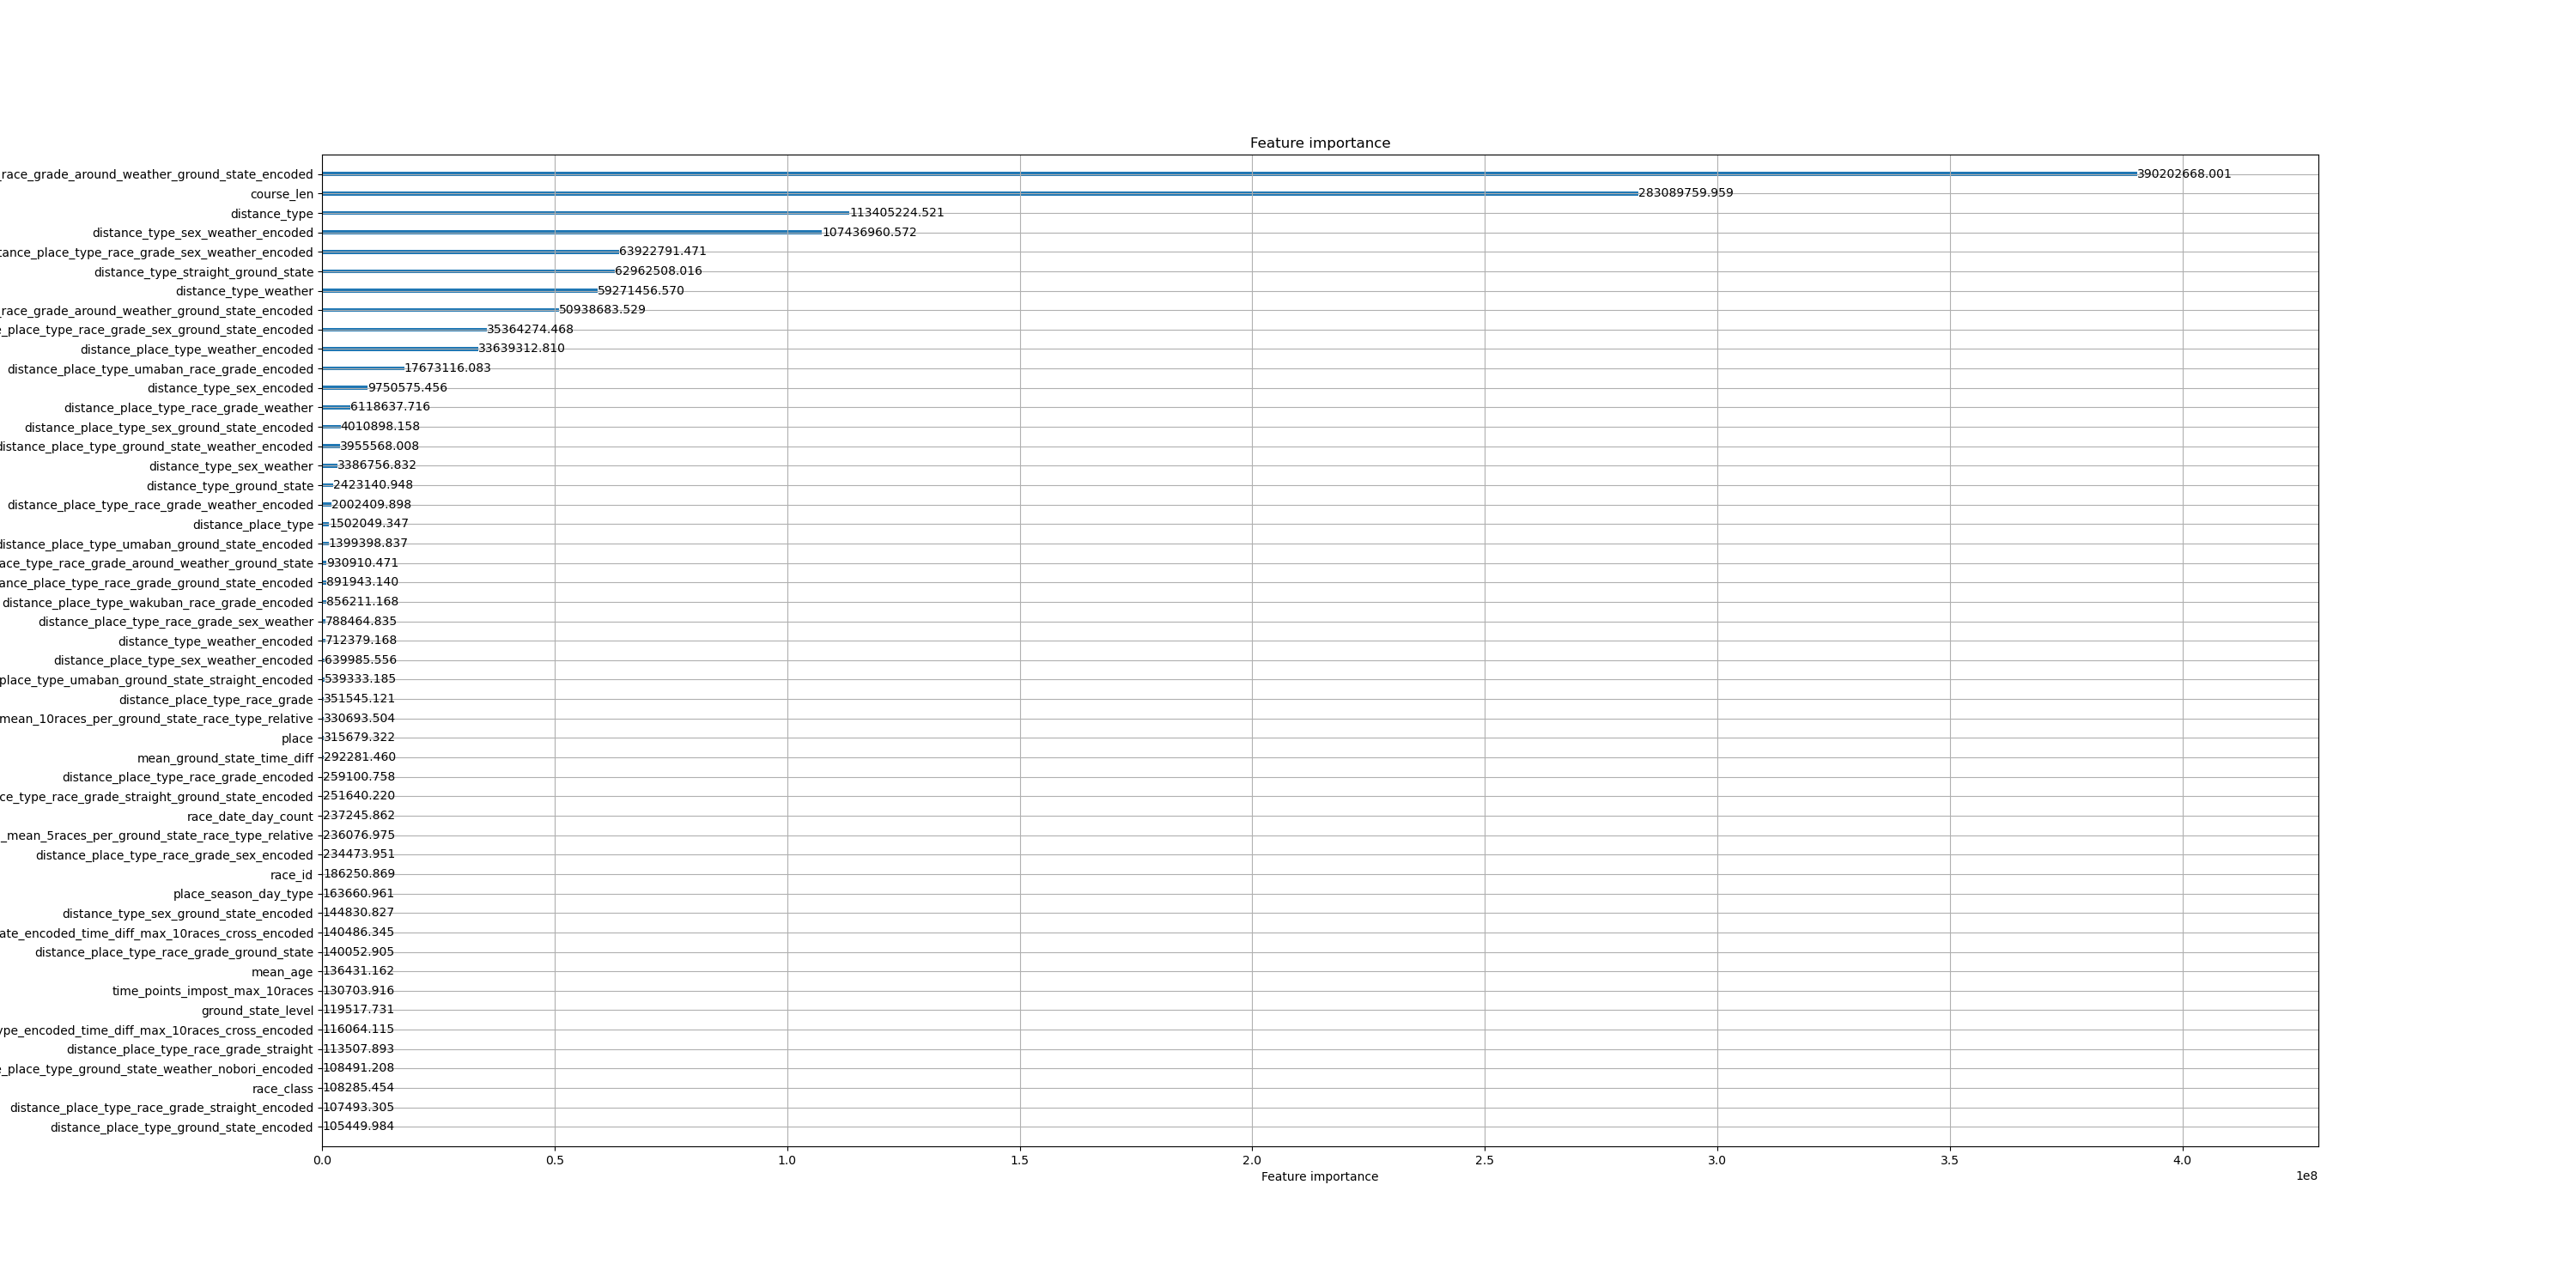 Feature importance
race_grade_around_weather_ground_state_encoded 390202668.001
course_len 283089759.959
distance_type 113405224.521
distance_type_sex_weather_encoded 107436960.572
tance_place_type_race_grade_sex_weather_encoded 63922791.471
distance_type_straight_ground_state 62962508.016
distance_type_weather 59271456.570
race_grade_around_weather_ground_state_encoded 50938683.529
_place_type_race_grade_sex_ground_state_encoded 35364274.468
distance_place_type_weather_encoded 33639312.810
distance_place_type_umaban_race_grade_encoded 17673116.083
distance_type_sex_encoded 9750575.456
distance_place_type_race_grade_weather 6118637.716
distance_place_type_sex_ground_state_encoded 4010898.158
distance_place_type_ground_state_weather_encoded 3955568.008
distance_type_sex_weather 3386756.832
distance_type_ground_state 2423140.948
distance_place_type_race_grade_weather_encoded 2002409.898
distance_place_type 1502049.347
distance_place_type_umaban_ground_state_encoded 1399398.837
ace_type_race_grade_around_weather_ground_state 930910.471
ance_place_type_race_grade_ground_state_encoded 891943.140
distance_place_type_wakuban_race_grade_encoded 856211.168
distance_place_type_race_grade_sex_weather 788464.835
distance_type_weather_encoded 712379.168
distance_place_type_sex_weather_encoded 639985.556
place_type_umaban_ground_state_straight_encoded 539333.185
distance_place_type_race_grade 351545.121
mean_10races_per_ground_state_race_type_relative 330693.504
place 315679.322
mean_ground_state_time_diff 292281.460
distance_place_type_race_grade_encoded 259100.758
ce_type_race_grade_straight_ground_state_encoded 251640.220
race_date_day_count 237245.862
_mean_5races_per_ground_state_race_type_relative 236076.975
distance_place_type_race_grade_sex_encoded 234473.951
race_id 186250.869
place_season_day_type 163660.961
distance_type_sex_ground_state_encoded 144830.827
ate_encoded_time_diff_max_10races_cross_encoded 140486.345
distance_place_type_race_grade_ground_state 140052.905
mean_age 136431.162
time_points_impost_max_10races 130703.916
ground_state_level 119517.731
ype_encoded_time_diff_max_10races_cross_encoded 116064.115
distance_place_type_race_grade_straight 113507.893
_place_type_ground_state_weather_nobori_encoded 108491.208
race_class 108285.454
distance_place_type_race_grade_straight_encoded 107493.305
distance_place_type_ground_state_encoded 105449.984
0.0 0.5 1.0 1.5 2.0 2.5 3.0 3.5 4.0
Feature importance 1e8